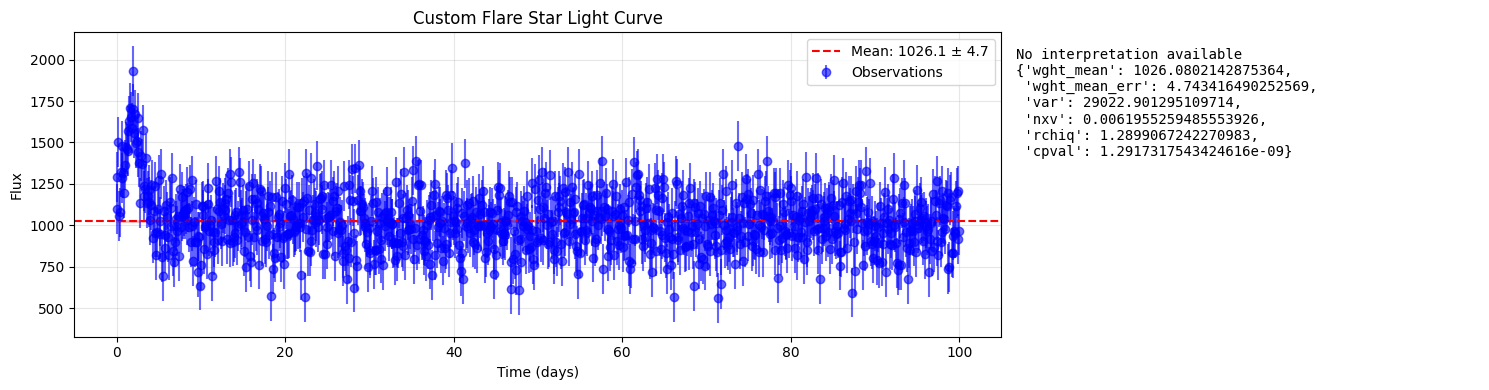 Custom Flare Star Light Curve
Flux
2000
1750
1500
1250
1000
750
500
Mean: 1026.1 ± 4.7
Observations
0
20
40
60
80
100
Time (days)
No interpretation available
{'wght_mean': 1026.0802142875364,
'wght_mean_err': 4.743416490252569,
'var': 29022.901295109714,
'nxv': 0.0061955259485553926,
'rchiq': 1.2899067242270983,
'cpval': 1.2917317543424616e-09}